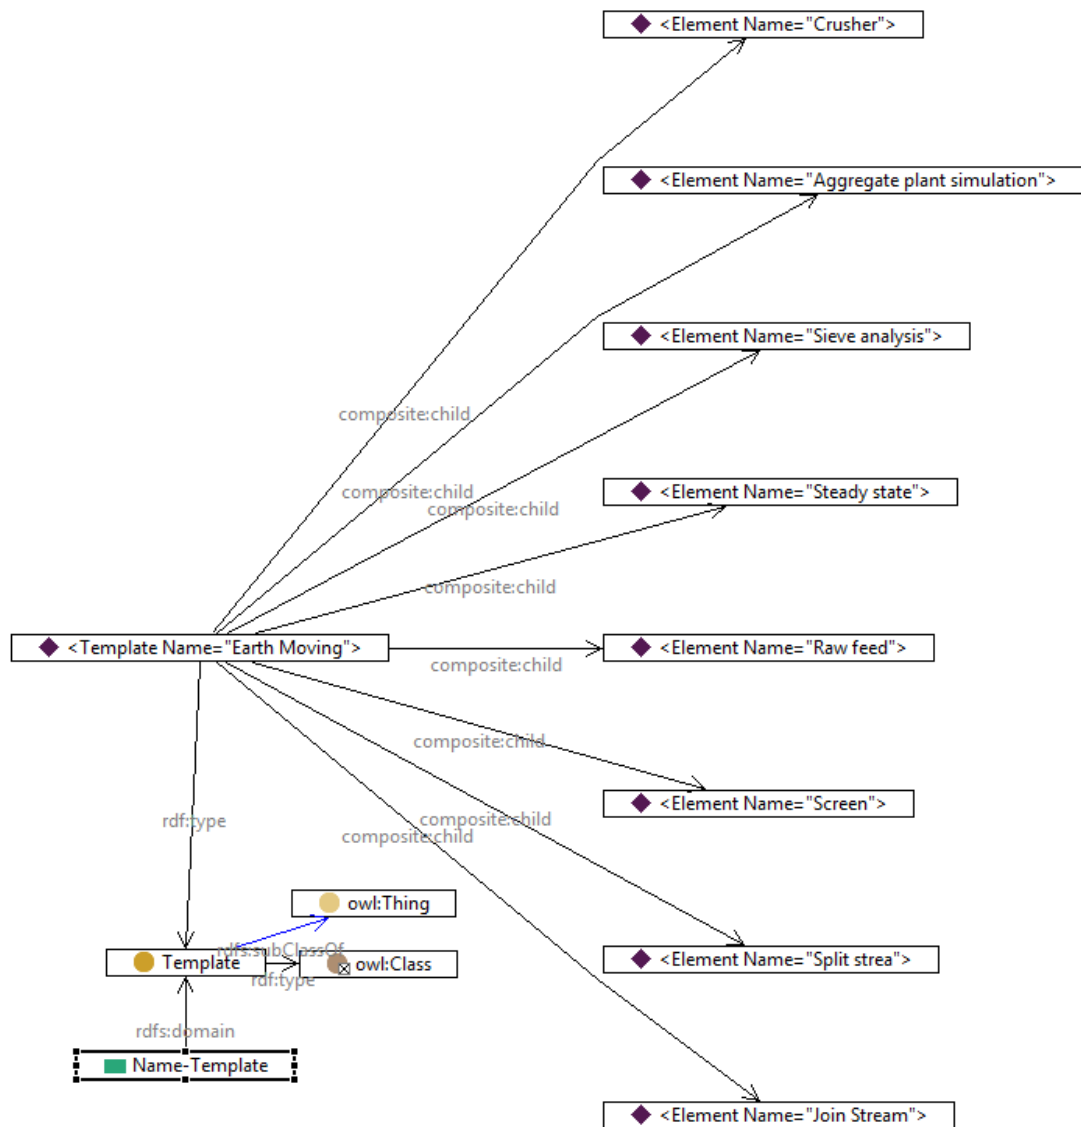 <Element Name="Crusher">
<Element Name="Aggregate plant simulation">
<Element Name="Sieve analysis">
composite:child
composite:child
<Element Name="Steady state">
composite:child
composite:child
<Template Name="Earth Moving">
<Element Name="Raw feed">
composite:child
composite:child
<Element Name="Screen">
rdf:type
composite:child
composite:child
owl:Thing
rdfs:subClassOf
Template
owl:Class
<Element Name="Split strea">
rdf:type
rdfs:domain
Name-Template
<Element Name="Join Stream">